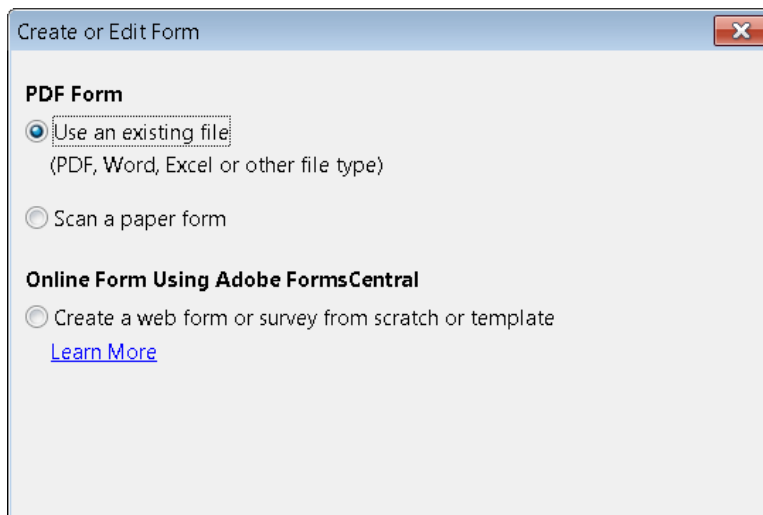 Create or Edit Form
PDF Form
Use an existing file
(PDF, Word, Excel or other file type)
Scan a paper form
Online Form Using Adobe FormsCentral
Create a web form or survey from scratch or template
Learn More